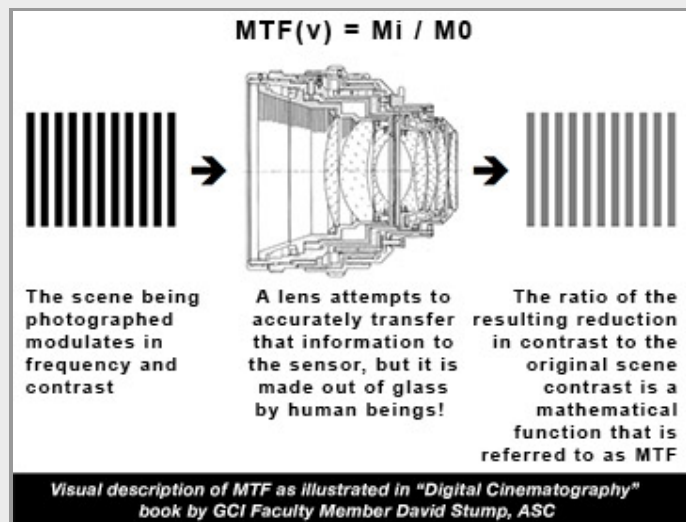 MTF(v) = Mi / M0
The scene being
photographed
modulates in
frequency and
contrast
A lens attempts to
accurately transfer
that information to
the sensor, but it is
made out of glass
by human beings!
The ratio of the
resulting reduction
in contrast to the
original scene
contrast is a
mathematical
function that is
referred to as MTF
Visual description of MTF as illustrated in “Digital Cinematography”
book by GCI Faculty Member David Stump, ASC